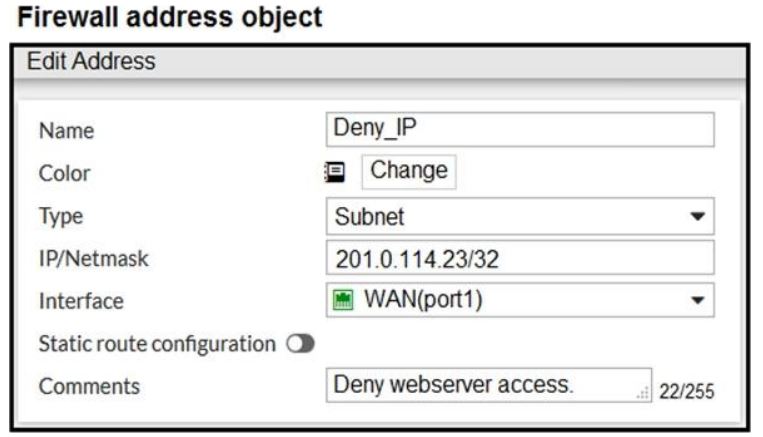 Firewall address object
Edit Address
Name Deny_IP
Color Change
Type Subnet
IP/Netmask 201.0.114.23/32
Interface WAN(port1)
Static route configuration
Comments Deny webserver access. 22/255